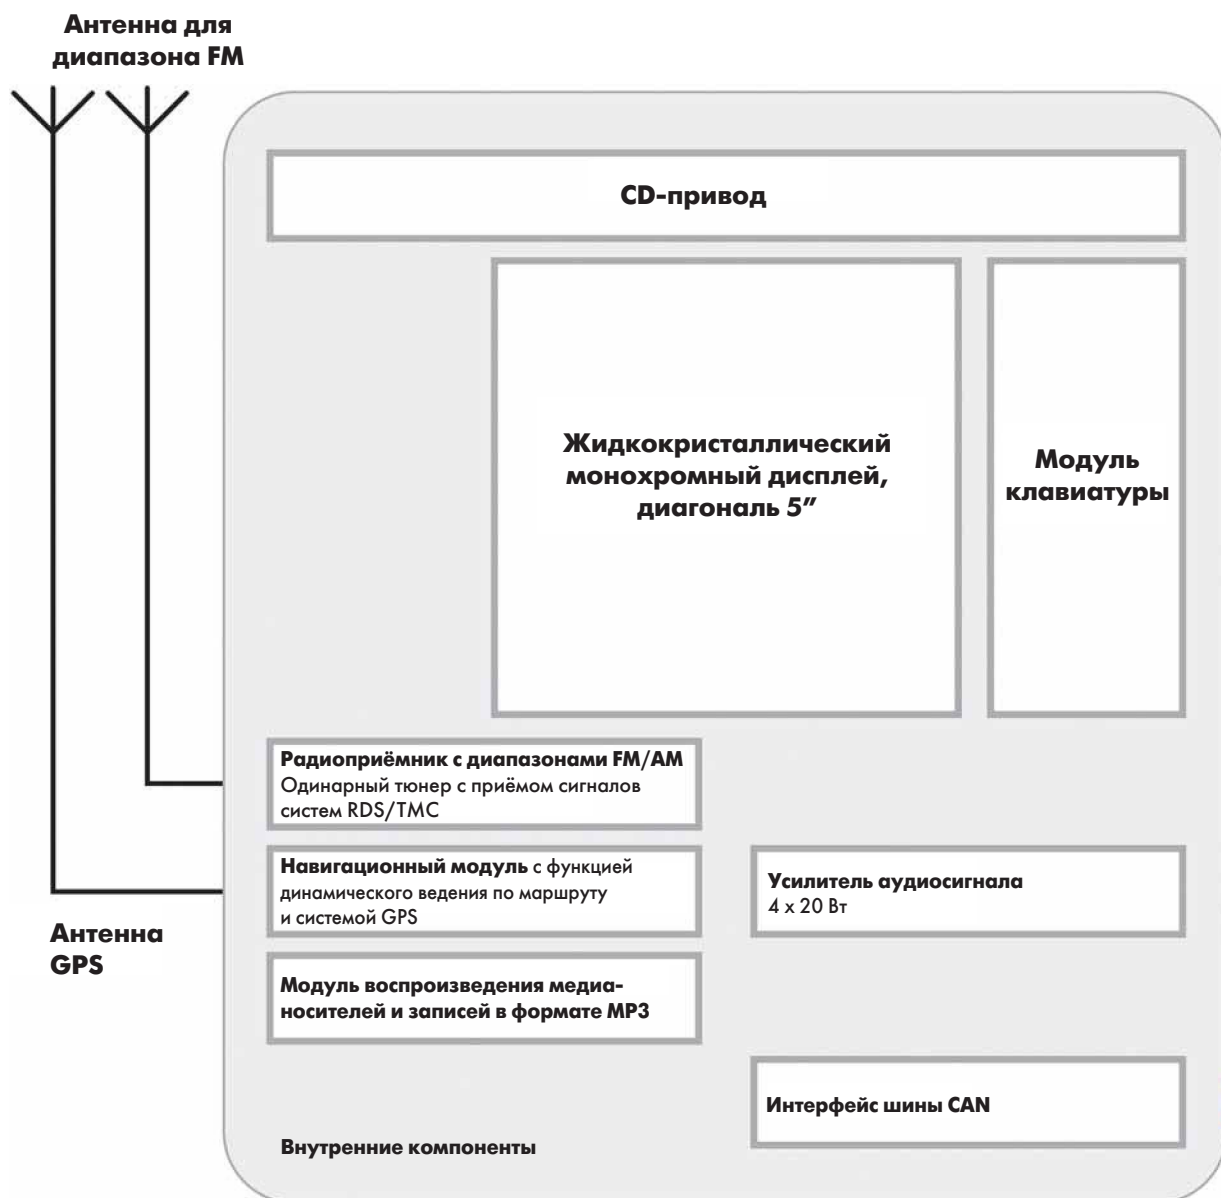 Антенна для
диапазона FM
CD-привод
Жидкокристаллический
монохромный дисплей,
диагональ 5”
Модуль
клавиатуры
Радиоприёмник с диапазонами FM/AM
Одинарный тюнер с приёмом сигналов
систем RDS/TMC
Навигационный модуль с функцией
динамического ведения по маршруту
и системой GPS
Усилитель аудиосигнала
4 x 20 Вт
Антенна
GPS
Модуль воспроизведения медиа-
носителей и записей в формате MP3
Интерфейс шины CAN
Внутренние компоненты